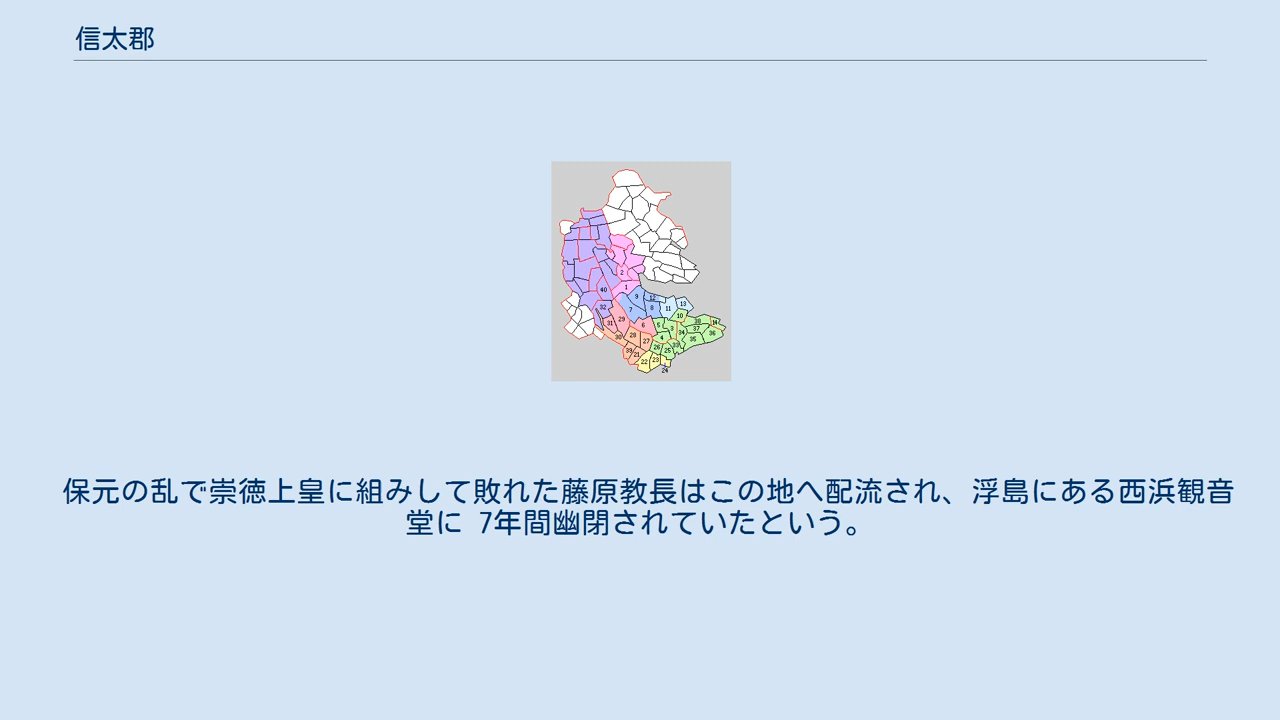 信太郡
保元の乱で崇徳上皇に組みして敗れた藤原教長はこの地へ配流され、浮島にある西浜観音
堂に 7年間幽閉されていたという。